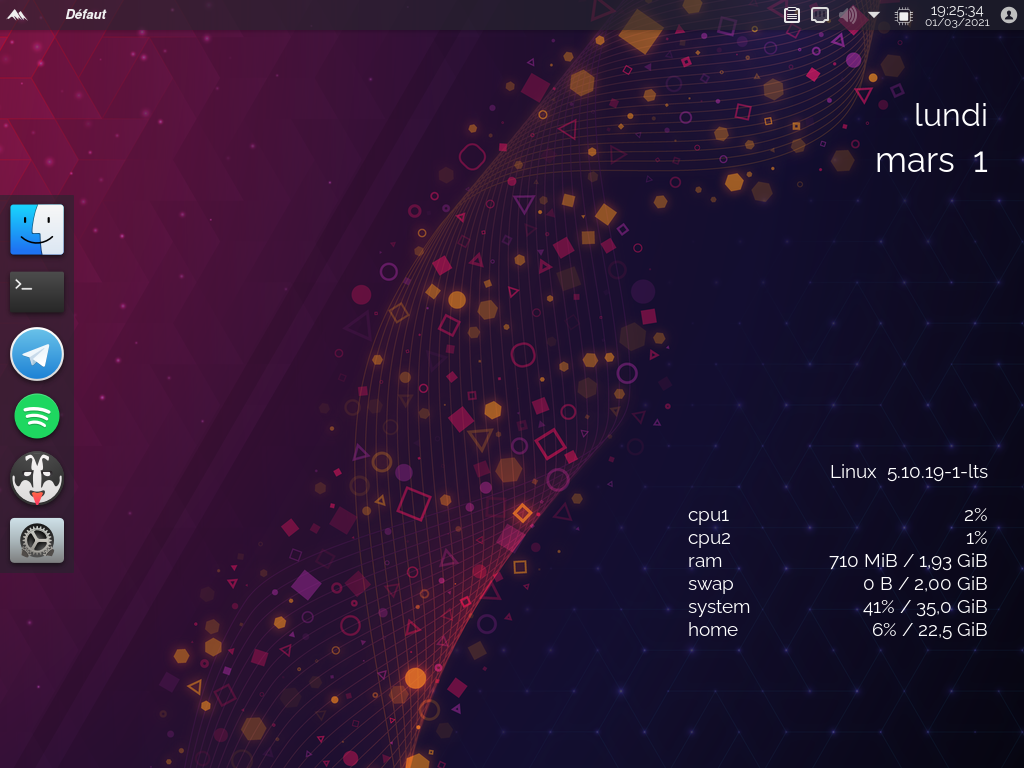 Défaut
19:25:34
01/03/2021
lundi
mars 1
Linux 5.10.19-1-lts
cpu1 2%
cpu2 1%
ram 710 MiB / 1,93 GiB
swap 0 B / 2,00 GiB
system 41% / 35,0 GiB
home 6% / 22,5 GiB